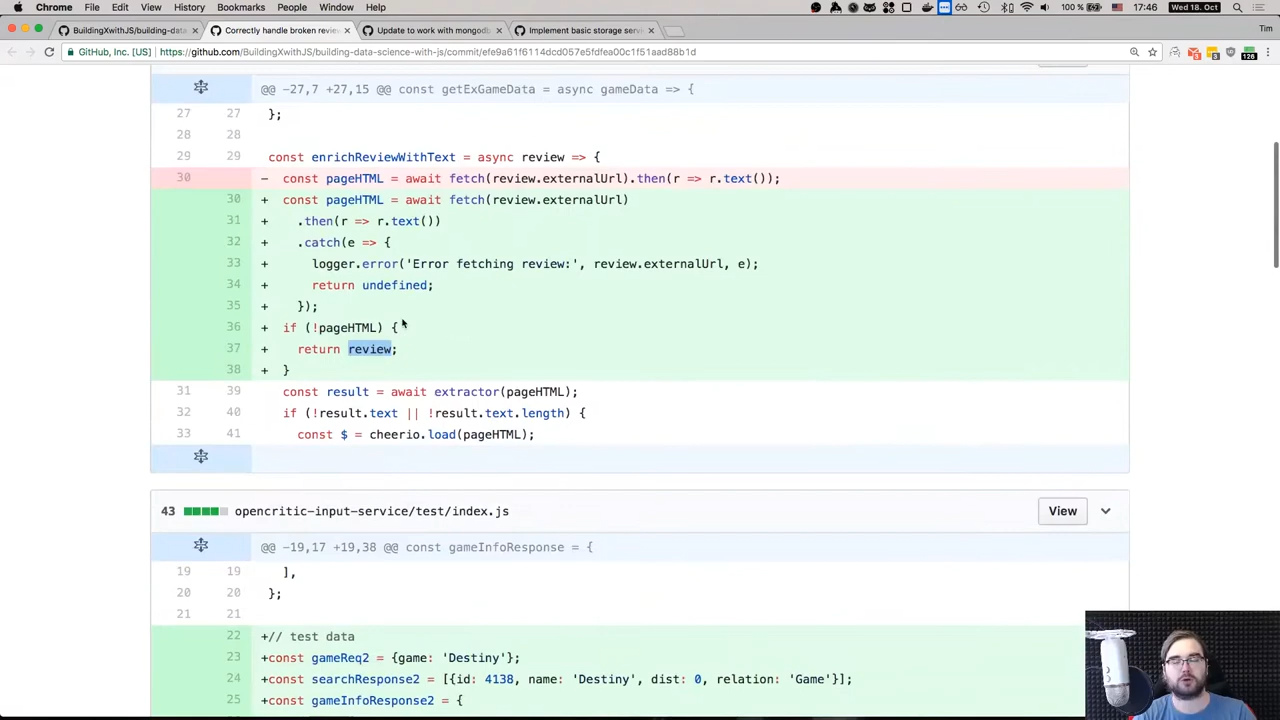 Chrome File Edit View History Bookmarks People Window Help 100 % 17:46 Wed 18. Oct
BuildingXwithJS/building-data × Correctly handle broken review × Update to work with mongodb × Implement basic storage serv × Tim
GitHub, Inc. [US] https://github.com/BuildingXwithJS/building-data-science-with-js/commit/efe9a61f6114dcd057e5fdfea00c1f51aad88b1d
@@ -27,7 +27,15 @@ const getExGameData = async gameData => {
27 27 };
28 28
29 29 const enrichReviewWithText = async review => {
30 - const pageHTML = await fetch(review.externalUrl).then(r => r.text());
30 + const pageHTML = await fetch(review.externalUrl)
31 + .then(r => r.text())
32 + .catch(e => {
33 + logger.error('Error fetching review:', review.externalUrl, e);
34 + return undefined;
35 + });
36 + if (!pageHTML) {
37 + return review;
38 + }
31 39 const result = await extractor(pageHTML);
32 40 if (!result.text || !result.text.length) {
33 41 const $ = cheerio.load(pageHTML);
43 opencritic-input-service/test/index.js View
@@ -19,17 +19,38 @@ const gameInfoResponse = {
19 19 ],
20 20 };
21 21
22 +// test data
23 +const gameReq2 = {game: 'Destiny'};
24 +const searchResponse2 = [{id: 4138, name: 'Destiny', dist: 0, relation: 'Game'}];
25 +const gameInfoResponse2 = {